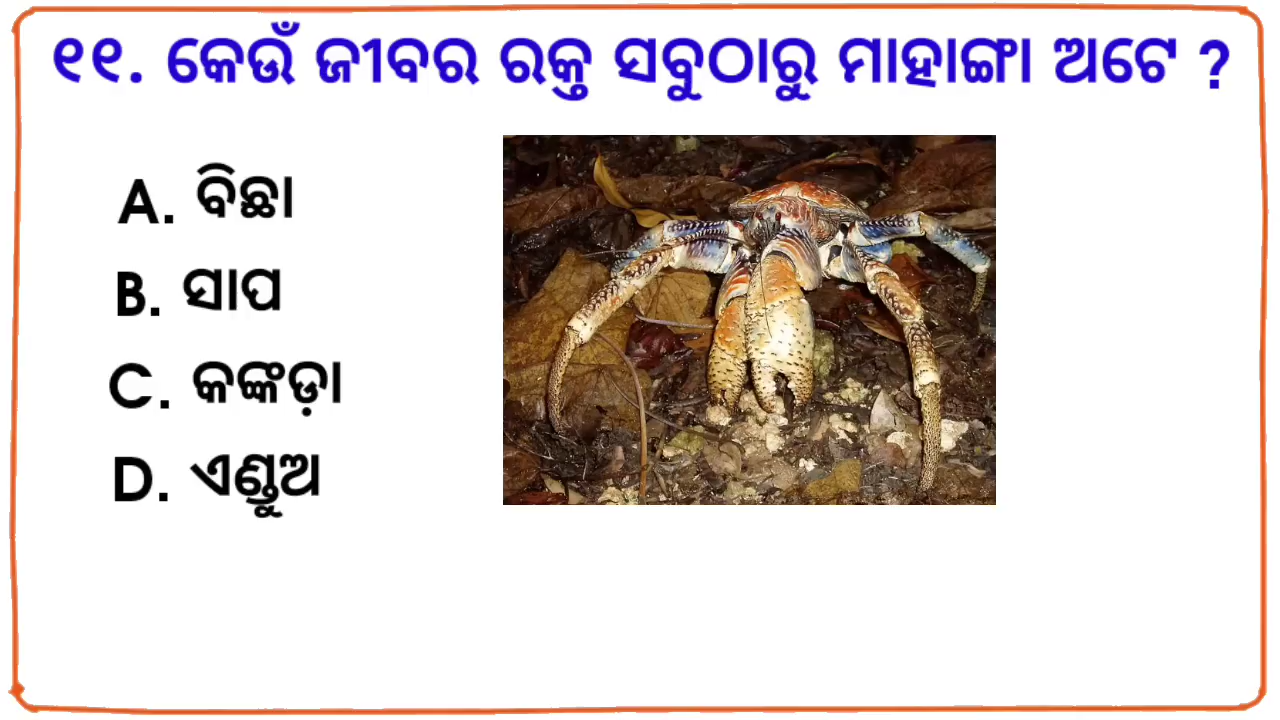 ୧୧. କେଉଁ ଜୀବର ରକ୍ତ ସବୁଠାରୁ ମାହାଙ୍ଗା ଅଟେ ?
A. ବିଛା
B. ସାପ
C. କଙ୍କଡ଼ା
D. ଏଣ୍ଡୁଅ